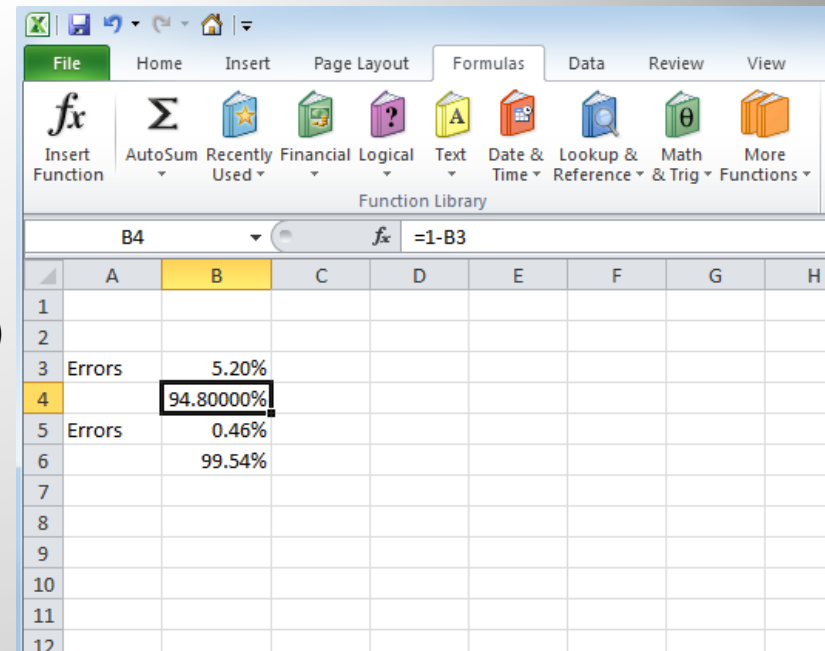 File Home Insert Page Layout Formulas Data Review View
fx Σ ? A θ
Insert Function AutoSum Recently Used Financial Logical Text Date & Time Lookup & Reference Math & Trig More Functions
Function Library
B4 fx =1-B3
A B C D E F G H
1
2
3 Errors 5.20%
4 94.80000%
5 Errors 0.46%
6 99.54%
7
8
9
10
11
12